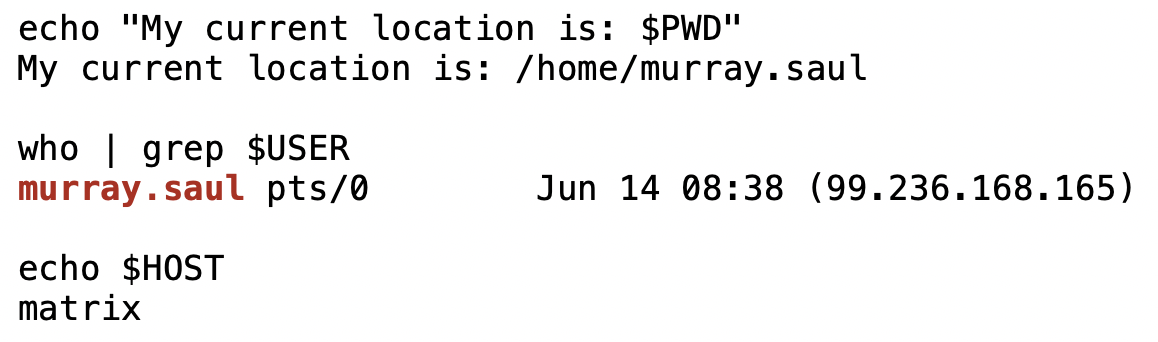 echo "My current location is: $PWD"
My current location is: /home/murray.saul
who | grep $USER
murray.saul pts/0        Jun 14 08:38 (99.236.168.165)
echo $HOST
matrix